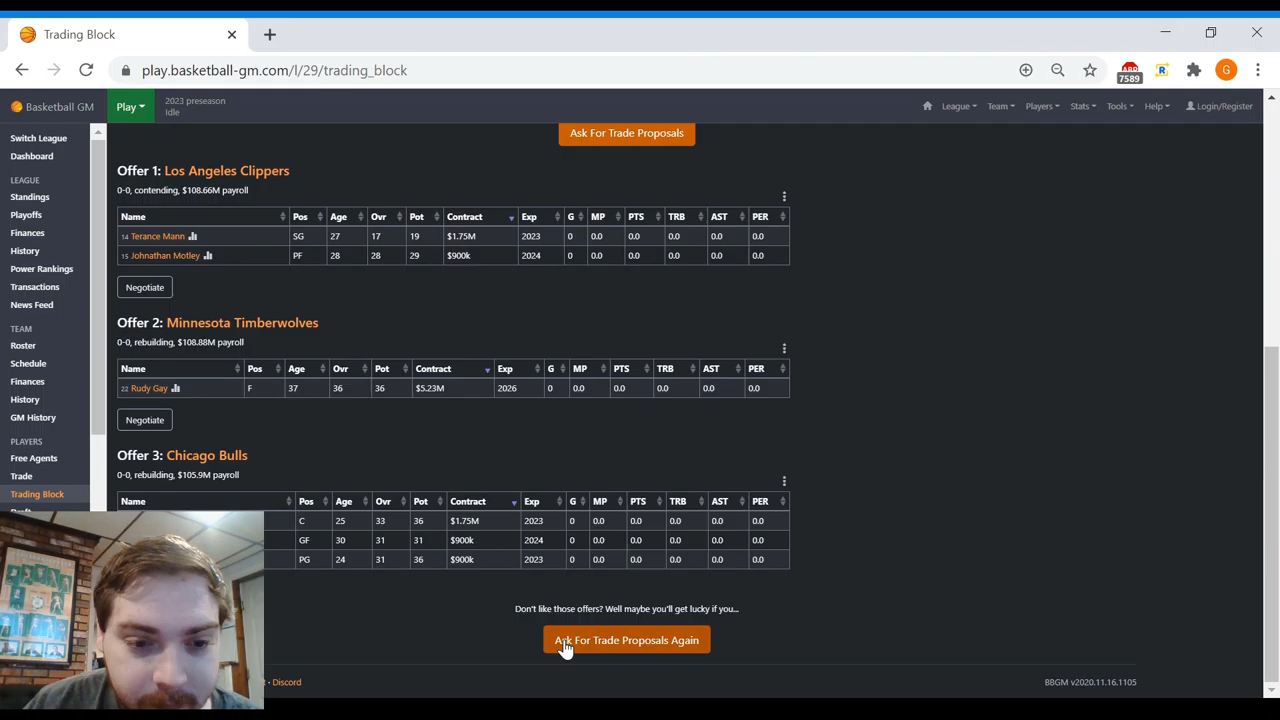 Trading Block
play.basketball-gm.com/l/29/trading_block
ABP
7589
R
G
Basketball GM
Play
2023 preseason
Idle
League
Team
Players
Stats
Tools
Help
Login/Register
Switch League
Dashboard
LEAGUE
Standings
Playoffs
Finances
History
Power Rankings
Transactions
News Feed
TEAM
Roster
Schedule
Finances
History
GM History
PLAYERS
Free Agents
Trade
Trading Block
Ask For Trade Proposals
Offer 1: Los Angeles Clippers
0-0, contending, $108.66M payroll
Name Pos Age Ovr Pot Contract Exp G MP PTS TRB AST PER
14 Terance Mann SG 27 17 19 $1.75M 2023 0 0.0 0.0 0.0 0.0 0.0
15 Johnathan Motley PF 28 28 29 $900k 2024 0 0.0 0.0 0.0 0.0 0.0
Negotiate
Offer 2: Minnesota Timberwolves
0-0, rebuilding, $108.88M payroll
Name Pos Age Ovr Pot Contract Exp G MP PTS TRB AST PER
22 Rudy Gay F 37 36 36 $5.23M 2026 0 0.0 0.0 0.0 0.0 0.0
Negotiate
Offer 3: Chicago Bulls
0-0, rebuilding, $105.9M payroll
Name Pos Age Ovr Pot Contract Exp G MP PTS TRB AST PER
C 25 33 36 $1.75M 2023 0 0.0 0.0 0.0 0.0 0.0
GF 30 31 31 $900k 2024 0 0.0 0.0 0.0 0.0 0.0
PG 24 31 36 $900k 2023 0 0.0 0.0 0.0 0.0 0.0
Don't like those offers? Well maybe you'll get lucky if you...
Ask For Trade Proposals Again
• Discord
BBGM v2020.11.16.1105